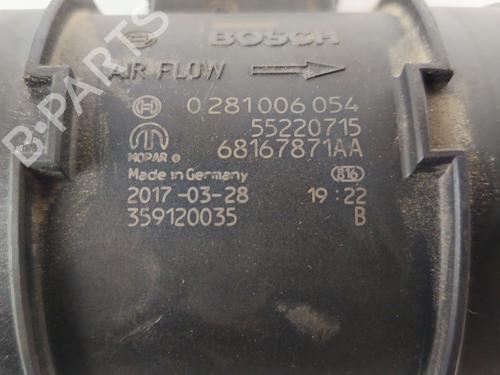 BOSCH
AIR FLOW
0 281 006 054
55220715
MOPAR ®
68167871AA
Made in Germany
816
2017-03-28 19:22
359120035 B
B-PARTS